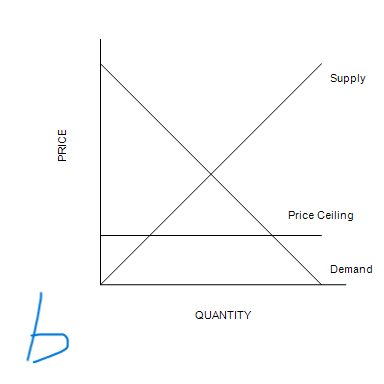 Supply
PRICE
Price Ceiling
Demand
QUANTITY
b